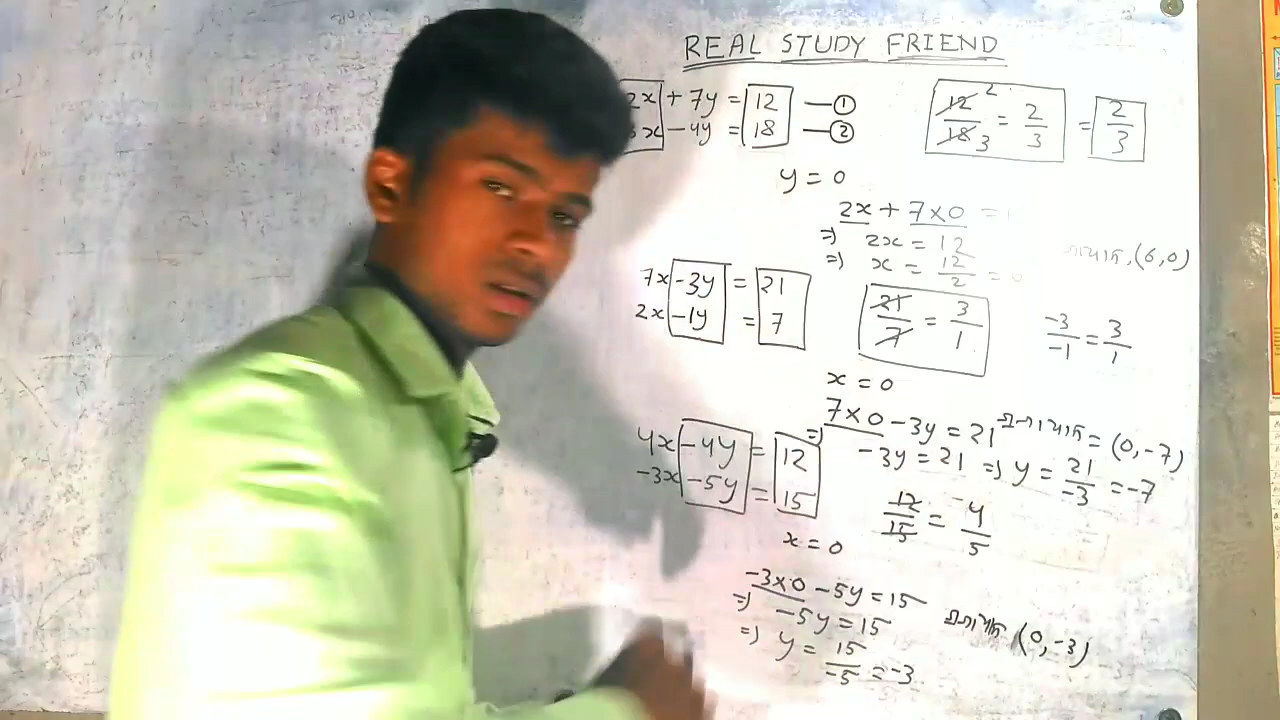 REAL STUDY FRIEND
2x + 7y = 12 —①
x - 4y = 18 —②
12/18 = 2/3 = 2/3
2
3
y = 0
2x + 7×0 =
⇒ 2x = 12
⇒ x = 12/2 =
(6,0)
7x - 3y = 21
2x - 1y = 7
21/7 = 3/1
-3/-1 = 3/1
x = 0
⇒ 7×0 - 3y = 21
= (0,-7)
-3y = 21 ⇒ y = 21/-3 = -7
4x - 4y = 12
-3x - 5y = 15
12/15 = 4/5
x = 0
-3×0 - 5y = 15
⇒ -5y = 15
(0,-3)
⇒ y = 15/-5 = -3